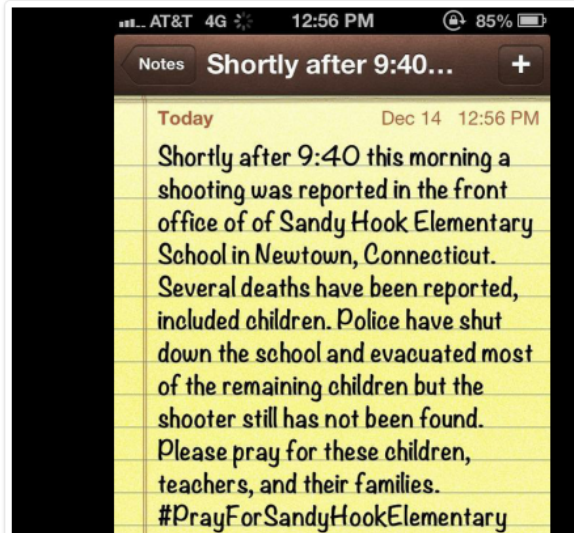 AT&T 4G 12:56 PM 85%
Notes Shortly after 9:40... +
Today Dec 14 12:56 PM
Shortly after 9:40 this morning a
shooting was reported in the front
office of of Sandy Hook Elementary
School in Newtown, Connecticut.
Several deaths have been reported,
included children. Police have shut
down the school and evacuated most
of the remaining children but the
shooter still has not been found.
Please pray for these children,
teachers, and their families.
#PrayForSandyHookElementary